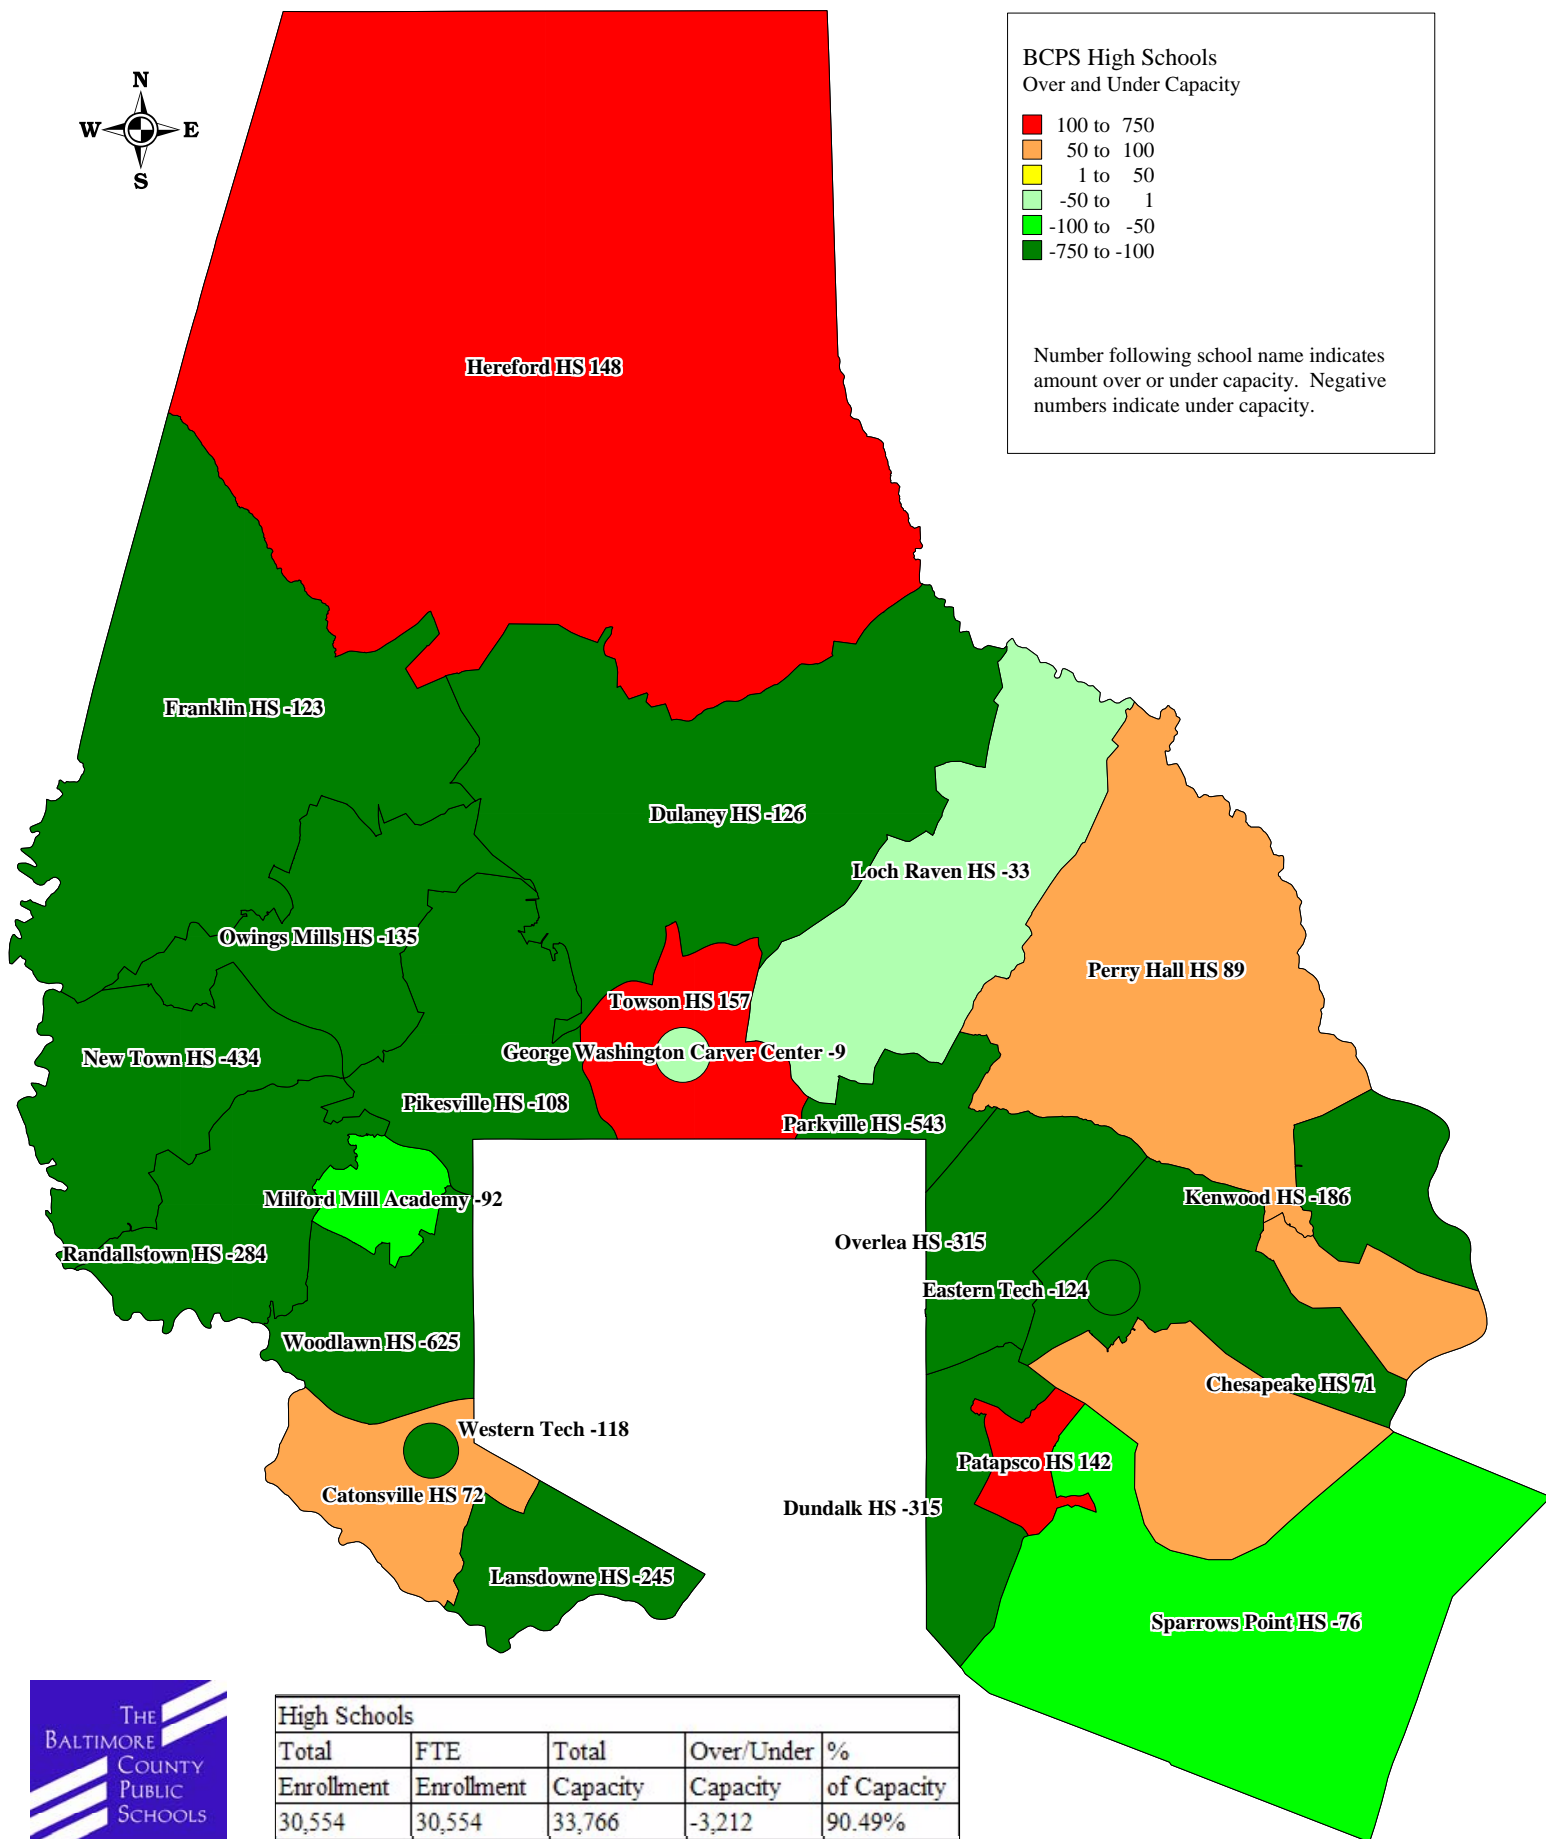 N
W E
S
BCPS High Schools
Over and Under Capacity
100 to 750
50 to 100
1 to 50
-50 to 1
-100 to -50
-750 to -100
Number following school name indicates
amount over or under capacity. Negative
numbers indicate under capacity.
Hereford HS 148
Franklin HS -123
Dulaney HS -126
Loch Raven HS -33
Owings Mills HS -135
Perry Hall HS 89
Towson HS 157
New Town HS -434
George Washington Carver Center -9
Pikesville HS -108
Parkville HS -543
Milford Mill Academy -92
Kenwood HS -186
Randallstown HS -284
Overlea HS -315
Eastern Tech -124
Woodlawn HS -625
Chesapeake HS 71
Western Tech -118
Patapsco HS 142
Catonsville HS 72
Dundalk HS -315
Lansdowne HS -245
Sparrows Point HS -76
THE
BALTIMORE
COUNTY
PUBLIC
SCHOOLS
High Schools
Total FTE Total Over/Under %
Enrollment Enrollment Capacity Capacity of Capacity
30,554 30,554 33,766 -3,212 90.49%